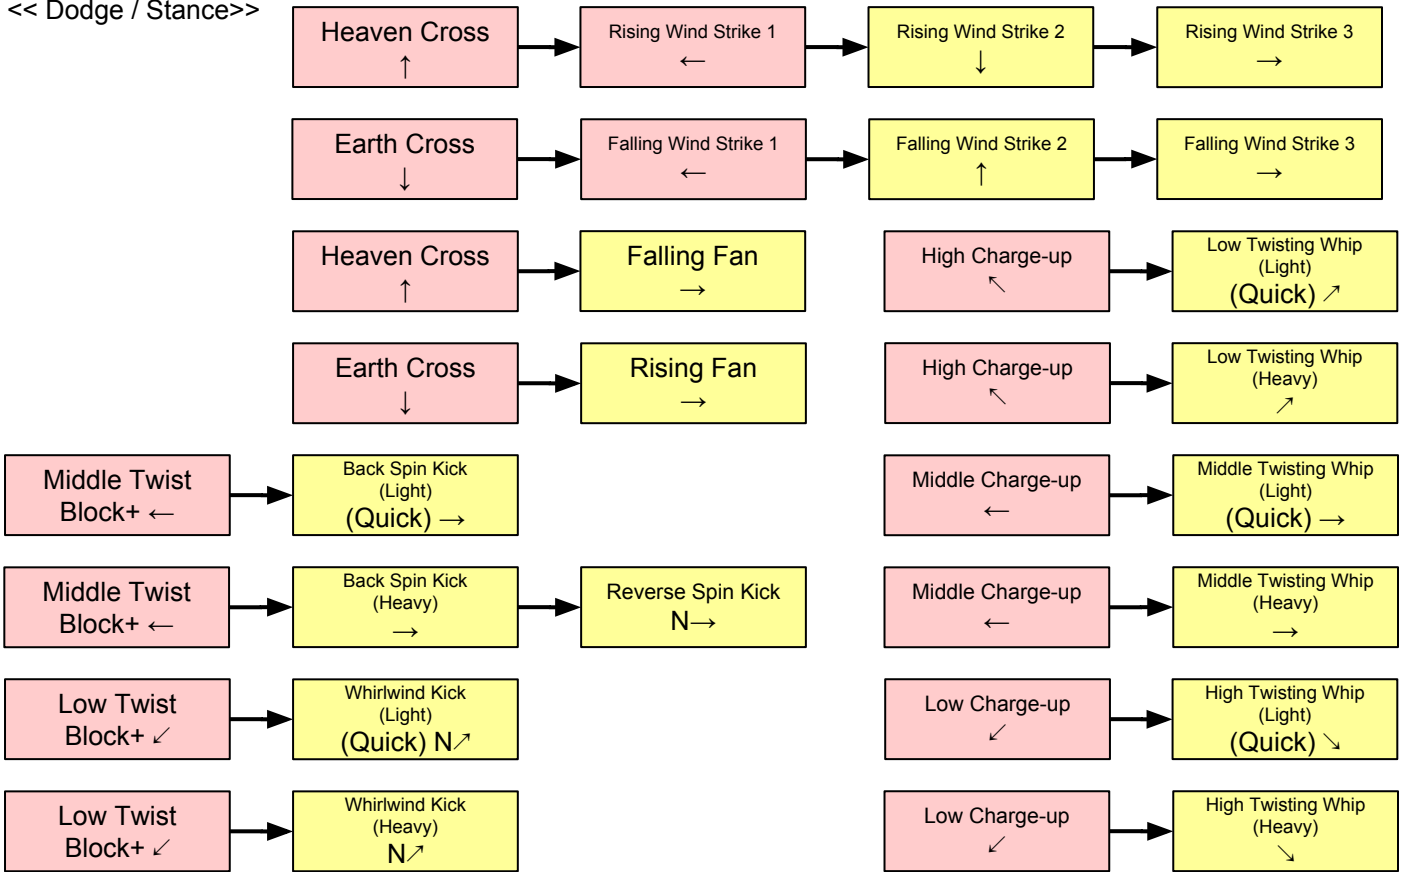 << Dodge / Stance>>
Heaven Cross
↑
Rising Wind Strike 1
←
Rising Wind Strike 2
↓
Rising Wind Strike 3
→
Earth Cross
↓
Falling Wind Strike 1
←
Falling Wind Strike 2
↑
Falling Wind Strike 3
→
Heaven Cross
↑
Falling Fan
→
High Charge-up
↖
Low Twisting Whip
(Light)
(Quick) ↗
Earth Cross
↓
Rising Fan
→
High Charge-up
↖
Low Twisting Whip
(Heavy)
↗
Middle Twist
Block+ ←
Back Spin Kick
(Light)
(Quick) →
Middle Charge-up
←
Middle Twisting Whip
(Light)
(Quick) →
Middle Twist
Block+ ←
Back Spin Kick
(Heavy)
→
Reverse Spin Kick
N→
Middle Charge-up
←
Middle Twisting Whip
(Heavy)
→
Low Twist
Block+ ↙
Whirlwind Kick
(Light)
(Quick) N↗
Low Charge-up
↙
High Twisting Whip
(Light)
(Quick) ↘
Low Twist
Block+ ↙
Whirlwind Kick
(Heavy)
N↗
Low Charge-up
↙
High Twisting Whip
(Heavy)
↘